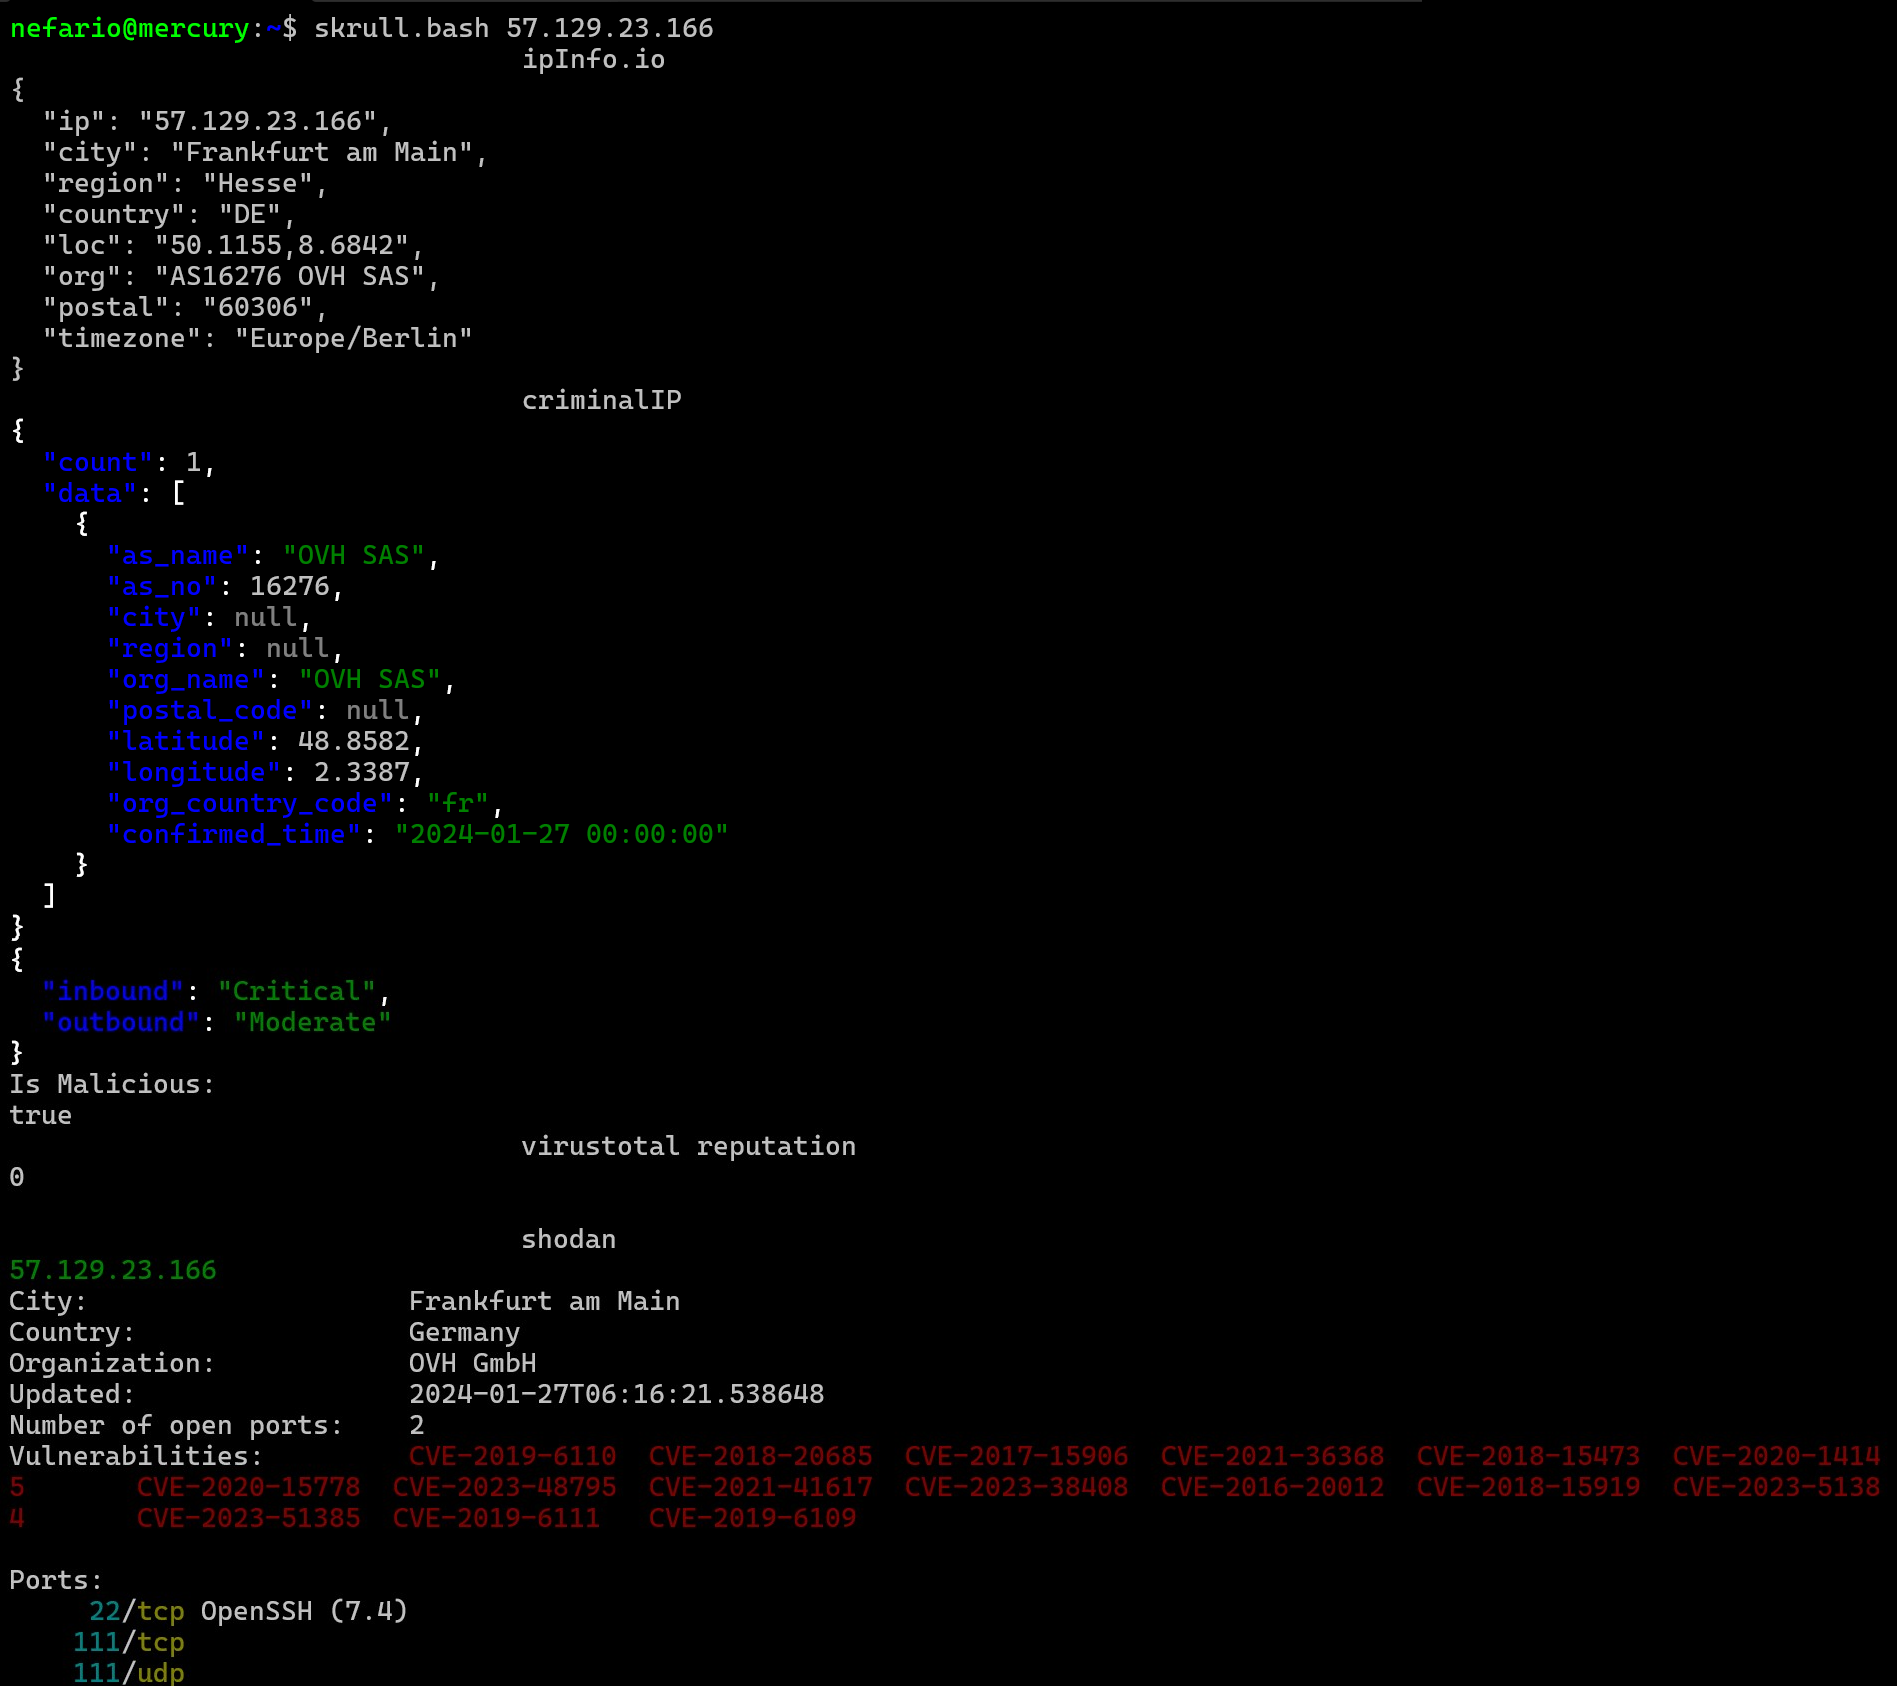 nefario@mercury:~$ skrull.bash 57.129.23.166
ipInfo.io
{
  "ip": "57.129.23.166",
  "city": "Frankfurt am Main",
  "region": "Hesse",
  "country": "DE",
  "loc": "50.1155,8.6842",
  "org": "AS16276 OVH SAS",
  "postal": "60306",
  "timezone": "Europe/Berlin"
}
criminalIP
{
  "count": 1,
  "data": [
    {
      "as_name": "OVH SAS",
      "as_no": 16276,
      "city": null,
      "region": null,
      "org_name": "OVH SAS",
      "postal_code": null,
      "latitude": 48.8582,
      "longitude": 2.3387,
      "org_country_code": "fr",
      "confirmed_time": "2024-01-27 00:00:00"
    }
  ]
}
{
  "inbound": "Critical",
  "outbound": "Moderate"
}
Is Malicious:
true
virustotal reputation
0
shodan
57.129.23.166
City: Frankfurt am Main
Country: Germany
Organization: OVH GmbH
Updated: 2024-01-27T06:16:21.538648
Number of open ports: 2
Vulnerabilities: CVE-2019-6110 CVE-2018-20685 CVE-2017-15906 CVE-2021-36368 CVE-2018-15473 CVE-2020-1414
5 CVE-2020-15778 CVE-2023-48795 CVE-2021-41617 CVE-2023-38408 CVE-2016-20012 CVE-2018-15919 CVE-2023-5138
4 CVE-2023-51385 CVE-2019-6111 CVE-2019-6109
Ports:
22/tcp OpenSSH (7.4)
111/tcp
111/udp